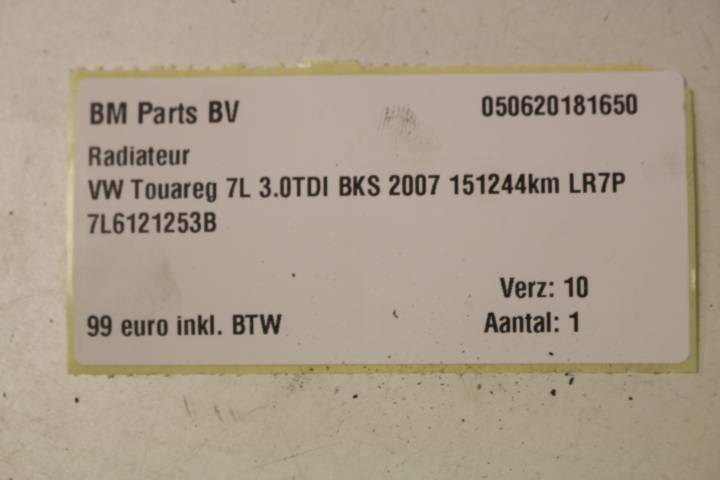 BM Parts BV 050620181650
Radiateur
VW Touareg 7L 3.0TDI BKS 2007 151244km LR7P
7L6121253B
Verz: 10
99 euro inkl. BTW Aantal: 1